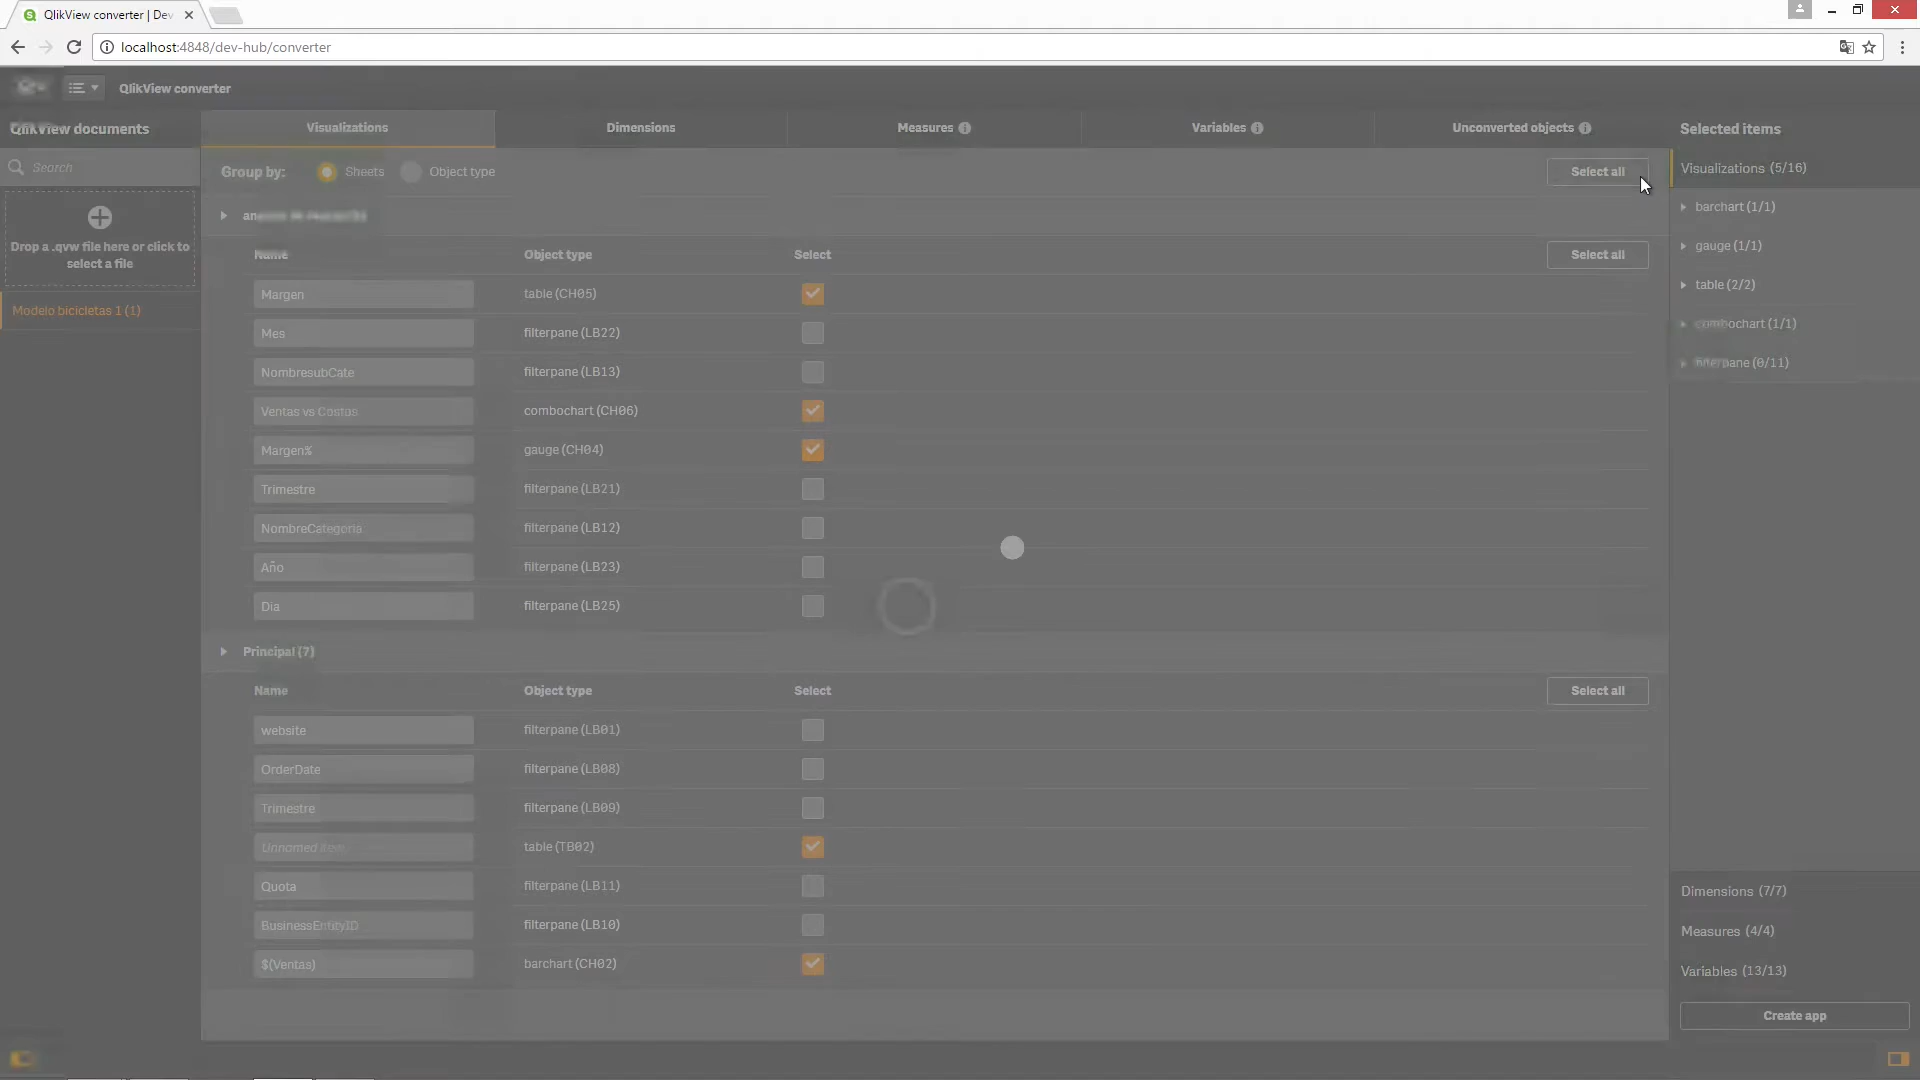 QlikView converter | Dev
localhost:4848/dev-hub/converter
QlikView converter
QlikView documents
Visualizations
Dimensions
Measures
Variables
Unconverted objects
Selected items
Search
Group by:
Sheets
Object type
Select all
Visualizations (5/16)
Drop a .qvw file here or click to
select a file
Modelo bicicletas 1 (1)
Name
Object type
Select
Select all
Margen
table (CH05)
Mes
filterpane (LB22)
NombresubCate
filterpane (LB13)
Ventas vs Costos
combochart (CH06)
Margen%
gauge (CH04)
Trimestre
filterpane (LB21)
NombreCategoria
filterpane (LB12)
Año
filterpane (LB23)
Dia
filterpane (LB25)
Principal (7)
Name
Object type
Select
Select all
website
filterpane (LB01)
OrderDate
filterpane (LB08)
Trimestre
filterpane (LB09)
Unnamed item
table (TB02)
Quota
filterpane (LB11)
BusinessEntityID
filterpane (LB10)
$(Ventas)
barchart (CH02)
barchart (1/1)
gauge (1/1)
table (2/2)
combochart (1/1)
filterpane (0/11)
Dimensions (7/7)
Measures (4/4)
Variables (13/13)
Create app